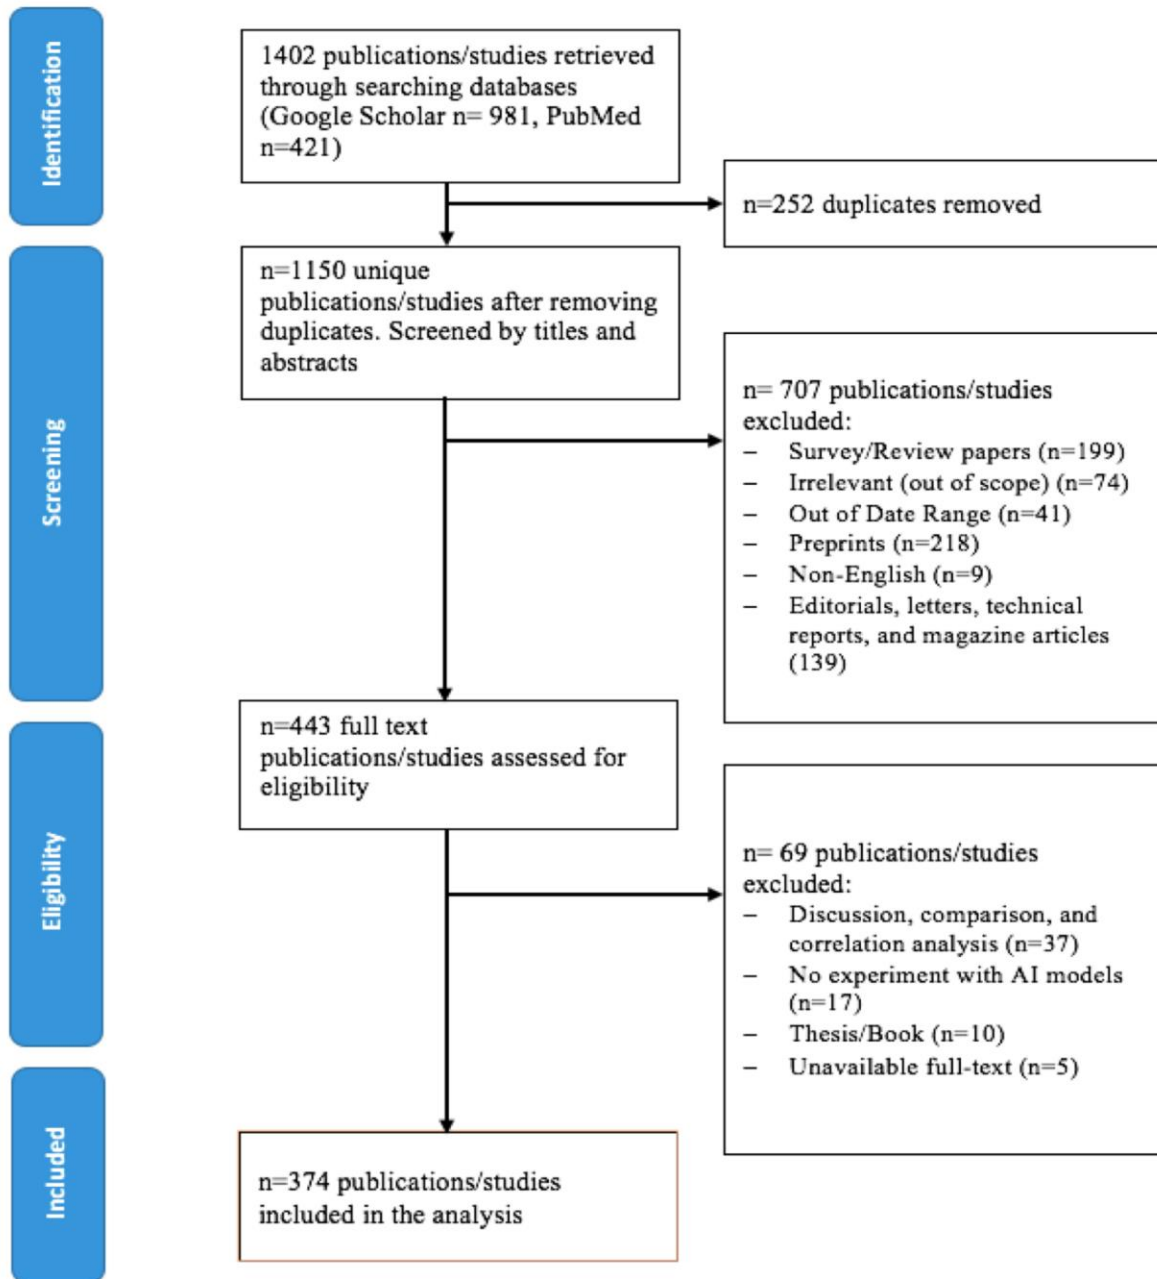 Identification
1402 publications/studies retrieved
through searching databases
(Google Scholar n= 981, PubMed
n=421)
n=252 duplicates removed
Screening
n=1150 unique
publications/studies after removing
duplicates. Screened by titles and
abstracts
n= 707 publications/studies
excluded:
– Survey/Review papers (n=199)
– Irrelevant (out of scope) (n=74)
– Out of Date Range (n=41)
– Preprints (n=218)
– Non-English (n=9)
– Editorials, letters, technical
reports, and magazine articles
(139)
Eligibility
n=443 full text
publications/studies assessed for
eligibility
n= 69 publications/studies
excluded:
– Discussion, comparison, and
correlation analysis (n=37)
– No experiment with AI models
(n=17)
– Thesis/Book (n=10)
– Unavailable full-text (n=5)
Included
n=374 publications/studies
included in the analysis